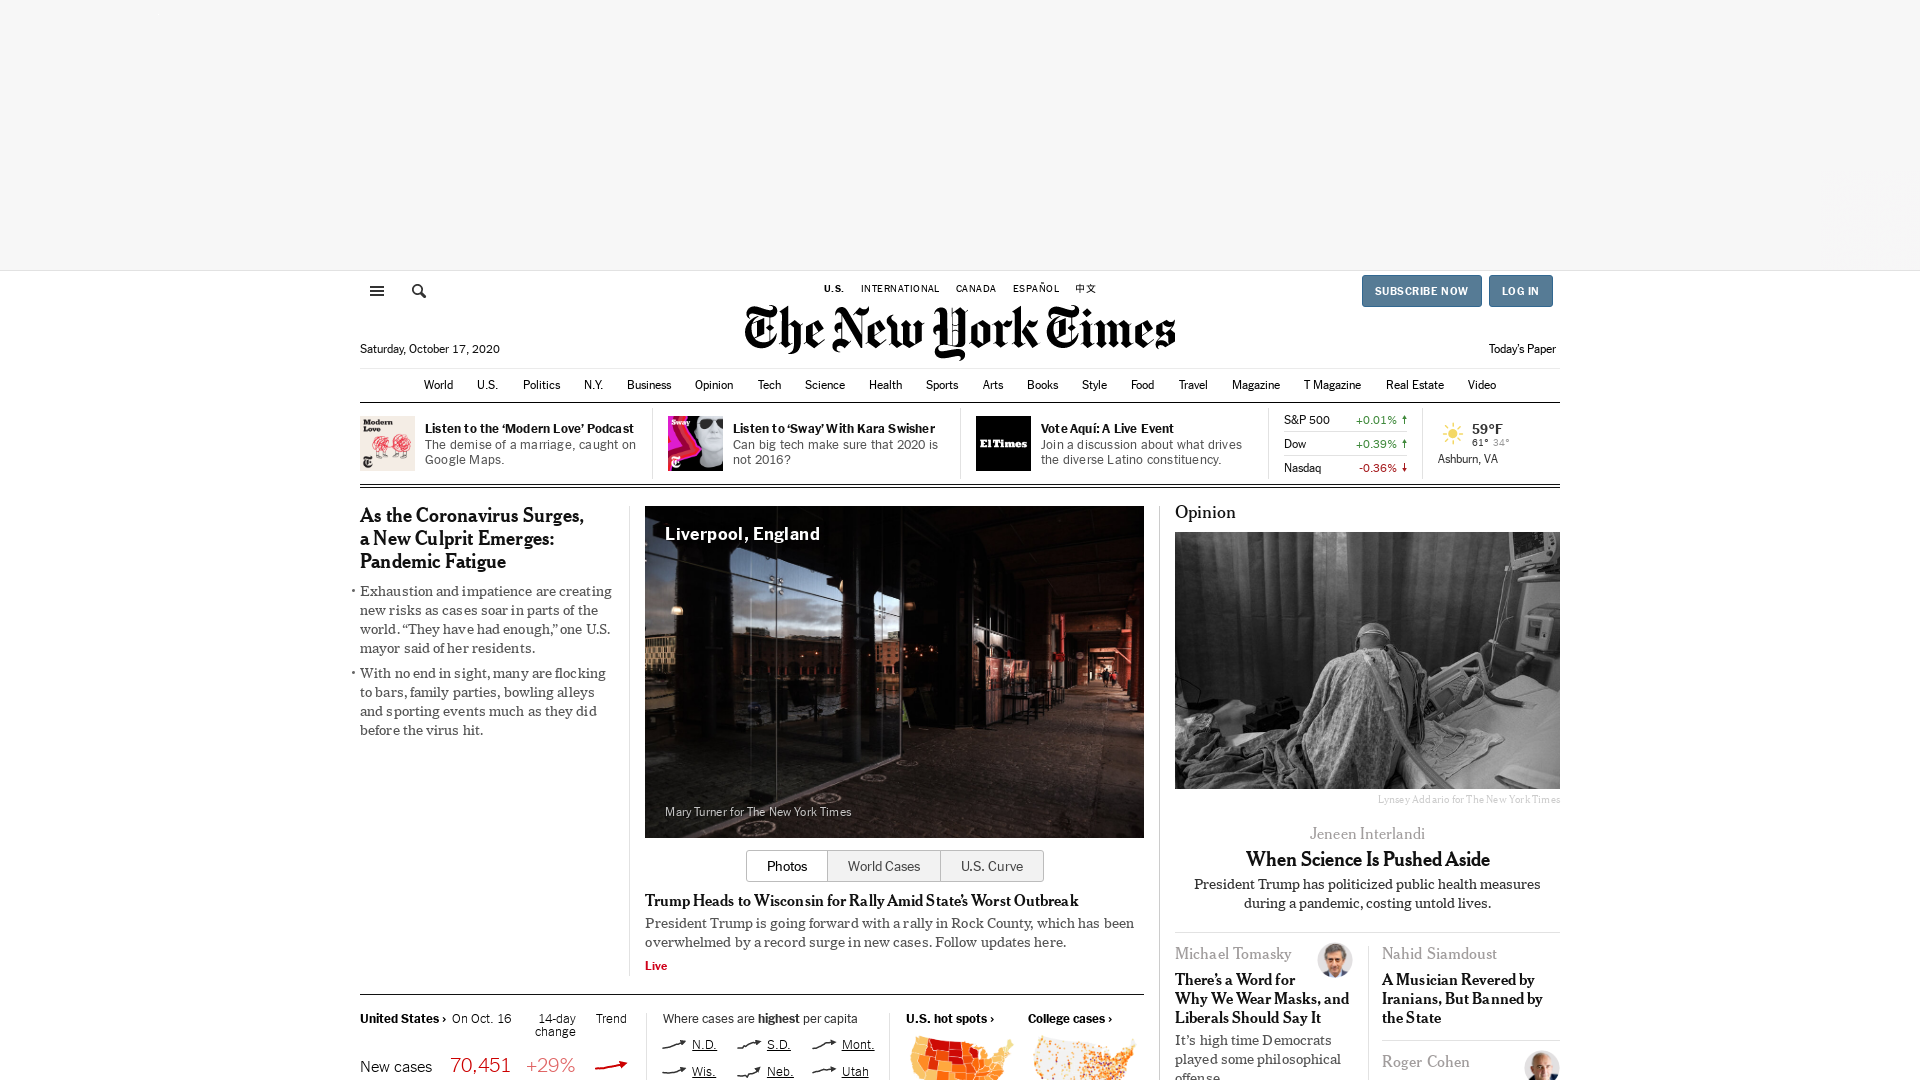 U.S. INTERNATIONAL CANADA ESPAÑOL 中文
SUBSCRIBE NOW LOG IN
The New York Times
Saturday, October 17, 2020
Today's Paper
World U.S. Politics N.Y. Business Opinion Tech Science Health Sports Arts Books Style Food Travel Magazine T Magazine Real Estate Video
Modern Love
Listen to the ‘Modern Love’ Podcast
The demise of a marriage, caught on
Google Maps.
Sway
Listen to ‘Sway’ With Kara Swisher
Can big tech make sure that 2020 is
not 2016?
El Times
Vote Aquí: A Live Event
Join a discussion about what drives
the diverse Latino constituency.
S&P 500 +0.01%
Dow +0.39%
Nasdaq -0.36%
59°F
61° 34°
Ashburn, VA
As the Coronavirus Surges,
a New Culprit Emerges:
Pandemic Fatigue
• Exhaustion and impatience are creating
new risks as cases soar in parts of the
world. “They have had enough,” one U.S.
mayor said of her residents.
• With no end in sight, many are flocking
to bars, family parties, bowling alleys
and sporting events much as they did
before the virus hit.
Liverpool, England
Mary Turner for The New York Times
Photos World Cases U.S. Curve
Trump Heads to Wisconsin for Rally Amid State’s Worst Outbreak
President Trump is going forward with a rally in Rock County, which has been
overwhelmed by a record surge in new cases. Follow updates here.
Live
Opinion
Lynsey Addario for The New York Times
Jeneen Interlandi
When Science Is Pushed Aside
President Trump has politicized public health measures
during a pandemic, costing untold lives.
Michael Tomasky
There’s a Word for
Why We Wear Masks, and
Liberals Should Say It
It’s high time Democrats
played some philosophical
offense.
Nahid Siamdoust
A Musician Revered by
Iranians, But Banned by
the State
Roger Cohen
United States › On Oct. 16 14-day change Trend
New cases 70,451 +29%
Where cases are highest per capita
N.D. S.D. Mont.
Wis. Neb. Utah
U.S. hot spots › College cases ›